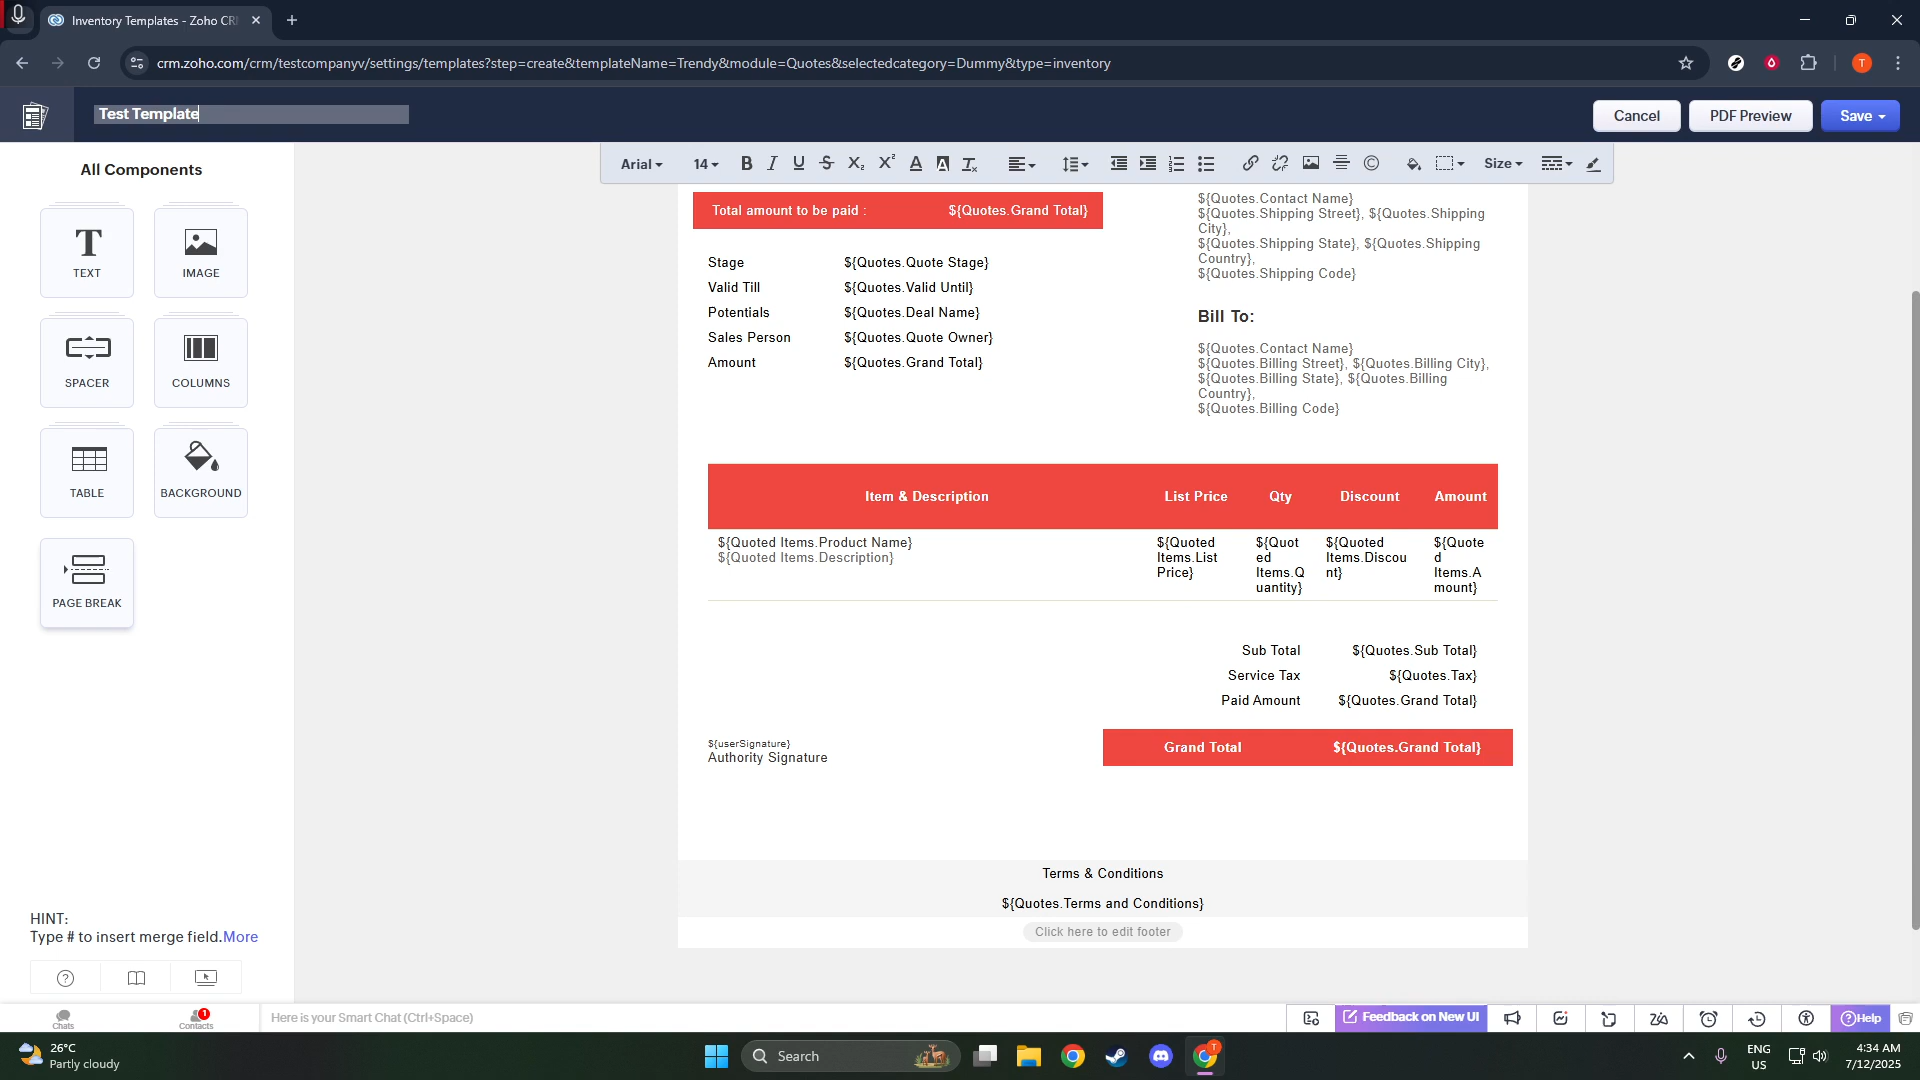 Inventory Templates - Zoho CR
crm.zoho.com/crm/testcompanyv/settings/templates?step=create&templateName=Trendy&module=Quotes&selectedcategory=Dummy&type=inventory
T
Test Template
Cancel
PDF Preview
Save
All Components
TEXT
IMAGE
SPACER
COLUMNS
TABLE
BACKGROUND
PAGE BREAK
HINT:
Type # to insert merge field.More
Arial
14
Size
Total amount to be paid : ${Quotes.Grand Total}
Stage ${Quotes.Quote Stage}
Valid Till ${Quotes.Valid Until}
Potentials ${Quotes.Deal Name}
Sales Person ${Quotes.Quote Owner}
Amount ${Quotes.Grand Total}
${Quotes.Contact Name}
${Quotes.Shipping Street}, ${Quotes.Shipping
City},
${Quotes.Shipping State}, ${Quotes.Shipping
Country},
${Quotes.Shipping Code}
Bill To:
${Quotes.Contact Name}
${Quotes.Billing Street}, ${Quotes.Billing City},
${Quotes.Billing State}, ${Quotes.Billing
Country},
${Quotes.Billing Code}
Item & Description List Price Qty Discount Amount
${Quoted Items.Product Name}
${Quoted Items.Description}
${Quoted
Items.List
Price}
${Quot
ed
Items.Q
uantity}
${Quoted
Items.Discou
nt}
${Quote
d
Items.A
mount}
Sub Total ${Quotes.Sub Total}
Service Tax ${Quotes.Tax}
Paid Amount ${Quotes.Grand Total}
${userSignature}
Authority Signature
Grand Total ${Quotes.Grand Total}
Terms & Conditions
${Quotes.Terms and Conditions}
Click here to edit footer
Chats
Contacts
1
Here is your Smart Chat (Ctrl+Space)
Feedback on New UI
Help
26°C
Partly cloudy
Search
T
ENG
US
4:34 AM
7/12/2025